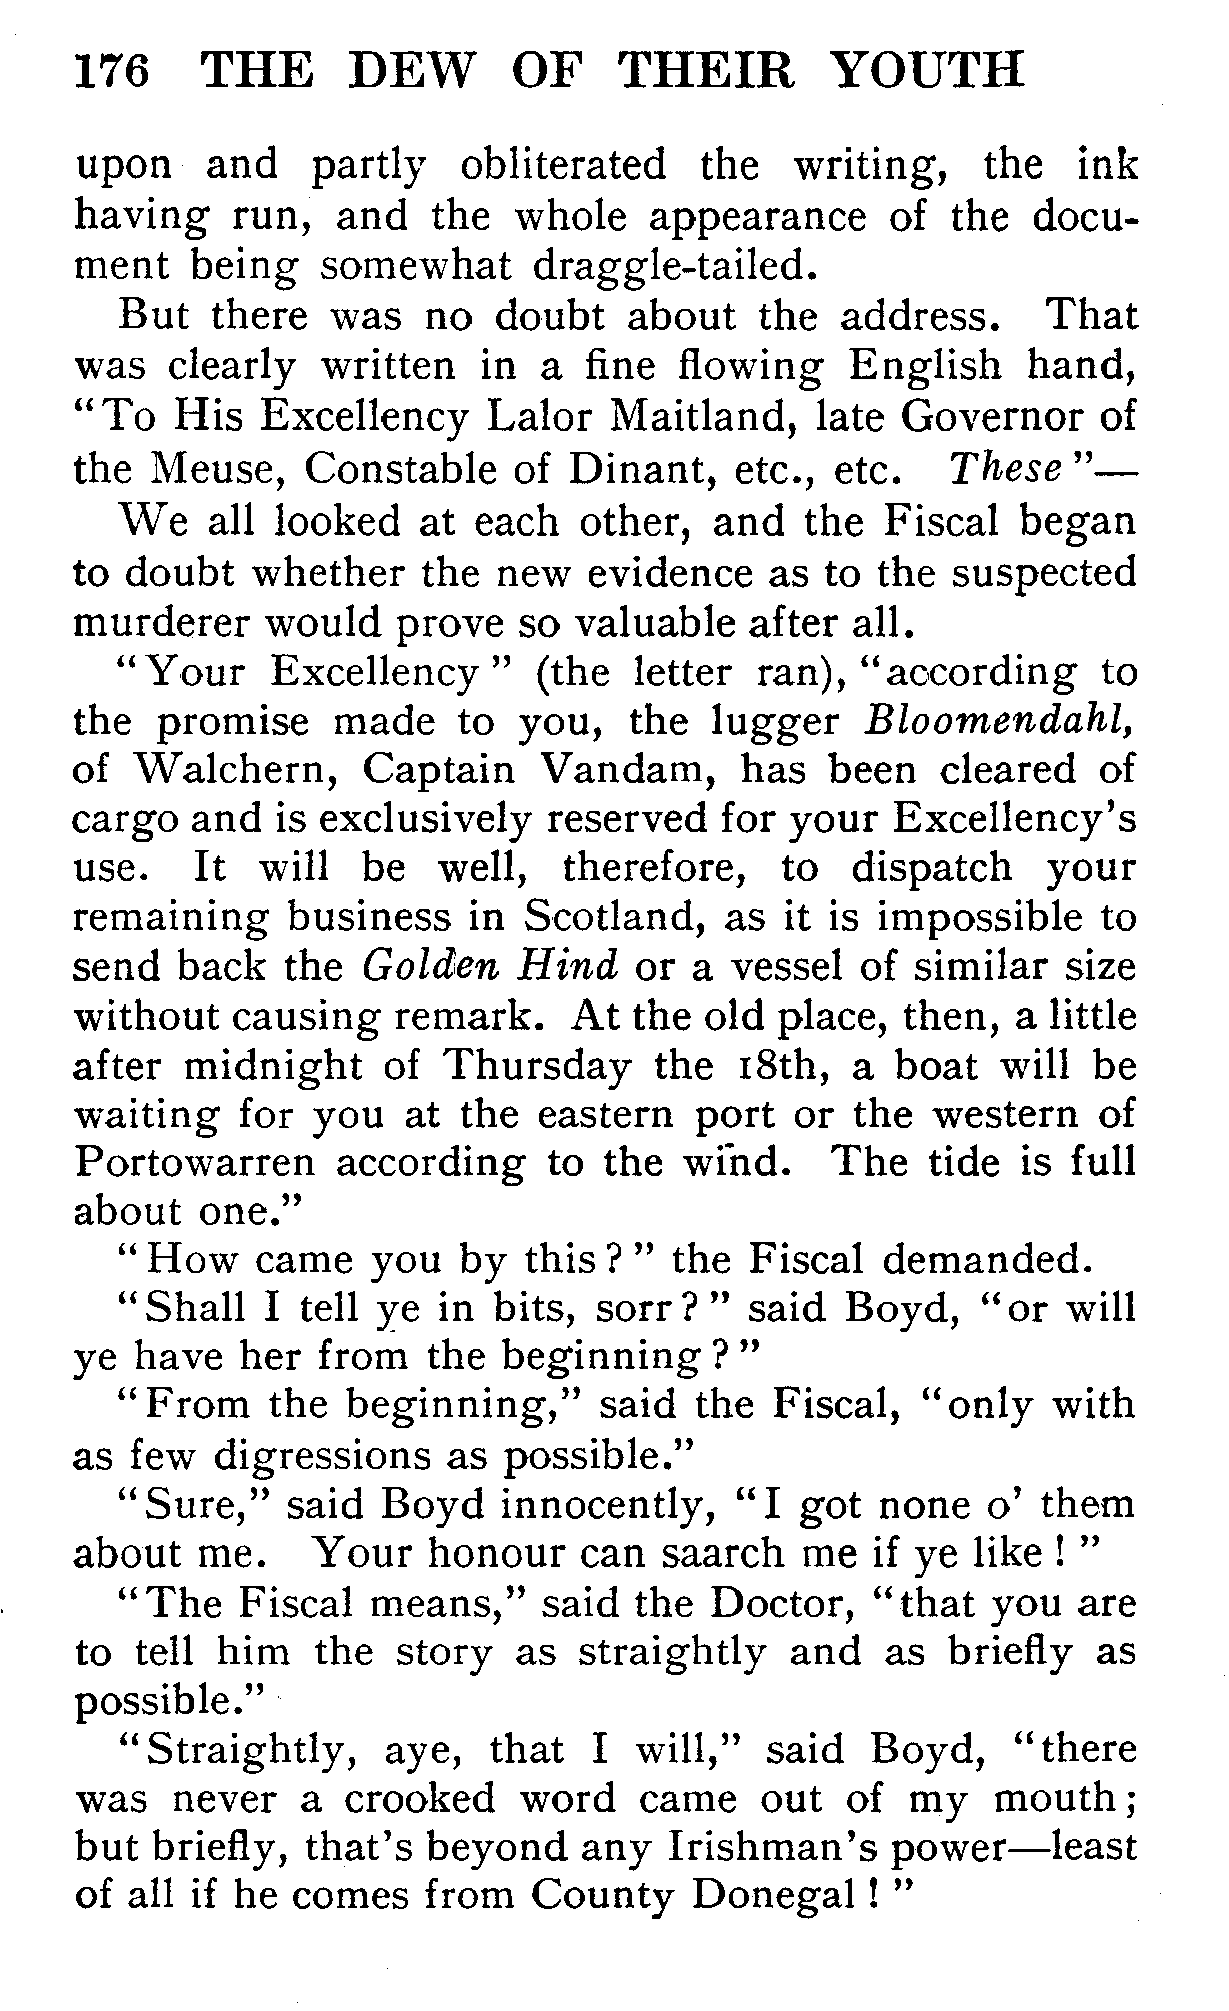 176 THE DEW OF THEIR YOUTH
upon and partly obliterated the writing, the ink
having run, and the whole appearance of the docu-
ment being somewhat draggle-tailed.
But there was no doubt about the address. That
was clearly written in a fine flowing English hand,
“To His Excellency Lalor Maitland, late Governor of
the Meuse, Constable of Dinant, etc., etc. These”—
We all looked at each other, and the Fiscal began
to doubt whether the new evidence as to the suspected
murderer would prove so valuable after all.
“Your Excellency” (the letter ran), “according to
the promise made to you, the lugger Bloomendahl,
of Walchern, Captain Vandam, has been cleared of
cargo and is exclusively reserved for your Excellency’s
use. It will be well, therefore, to dispatch your
remaining business in Scotland, as it is impossible to
send back the Golden Hind or a vessel of similar size
without causing remark. At the old place, then, a little
after midnight of Thursday the 18th, a boat will be
waiting for you at the eastern port or the western of
Portowarren according to the wind. The tide is full
about one.”
“How came you by this?” the Fiscal demanded.
“Shall I tell ye in bits, sorr?” said Boyd, “or will
ye have her from the beginning?”
“From the beginning,” said the Fiscal, “only with
as few digressions as possible.”
“Sure,” said Boyd innocently, “I got none o’ them
about me. Your honour can saarch me if ye like!”
“The Fiscal means,” said the Doctor, “that you are
to tell him the story as straightly and as briefly as
possible.”
“Straightly, aye, that I will,” said Boyd, “there
was never a crooked word came out of my mouth;
but briefly, that’s beyond any Irishman’s power—least
of all if he comes from County Donegal!”